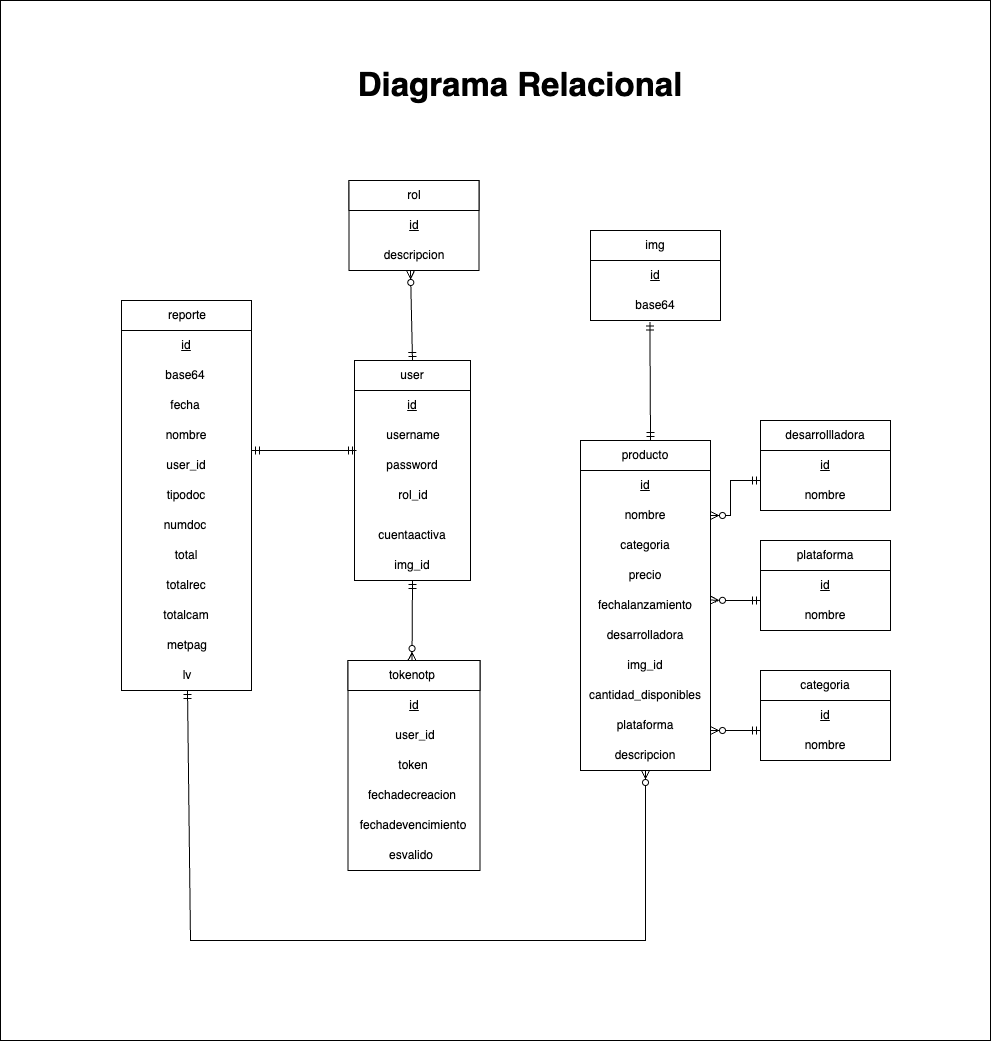 Diagrama Relacional
rol
id
descripcion
img
id
base64
reporte
id
base64
fecha
nombre
user_id
tipodoc
numdoc
total
totalrec
totalcam
metpag
lv
user
id
username
password
rol_id
cuentaactiva
img_id
tokenotp
id
user_id
token
fechadecreacion
fechadevencimiento
esvalido
producto
id
nombre
categoria
precio
fechalanzamiento
desarrolladora
img_id
cantidad_disponibles
plataforma
descripcion
desarrollladora
id
nombre
plataforma
id
nombre
categoria
id
nombre